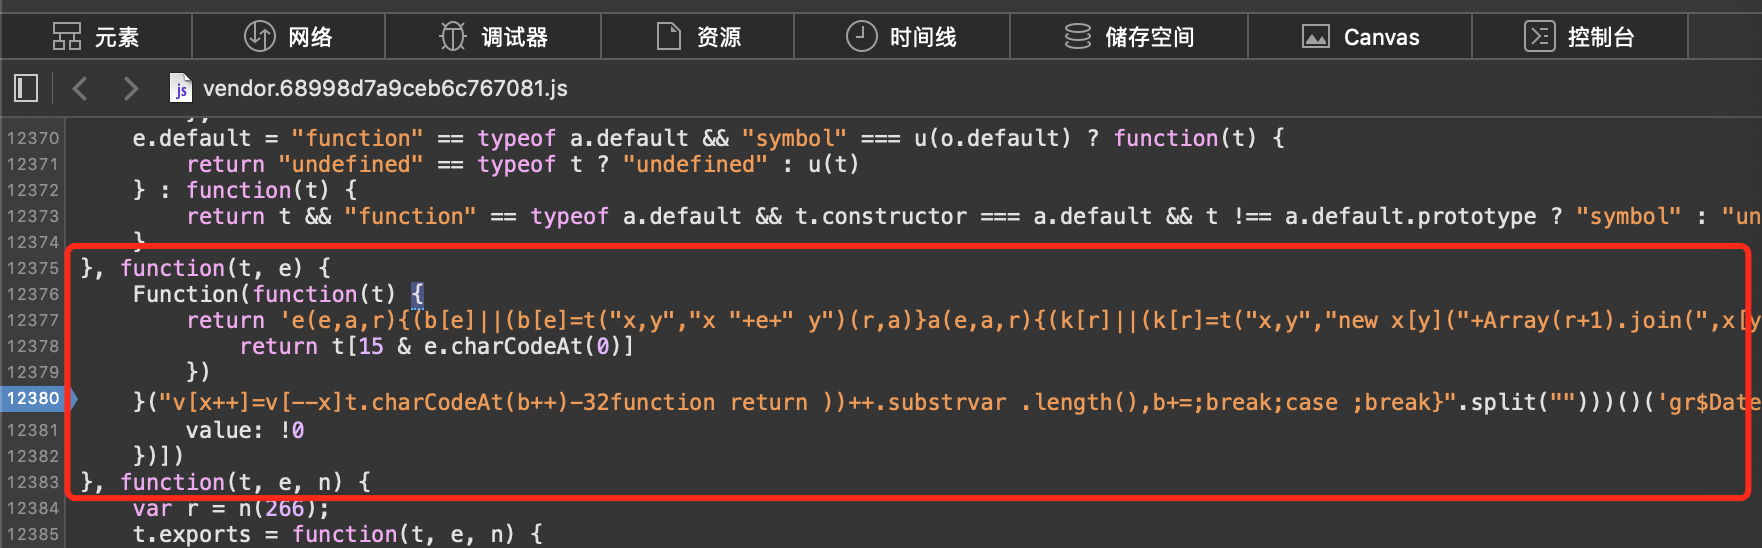 元素 网络 调试器 资源 时间线 储存空间 Canvas 控制台
js vendor.68998d7a9ceb6c767081.js
12370 e.default = "function" == typeof a.default && "symbol" === u(o.default) ? function(t) {
12371 return "undefined" == typeof t ? "undefined" : u(t)
12372 } : function(t) {
12373 return t && "function" == typeof a.default && t.constructor === a.default && t !== a.default.prototype ? "symbol" : "un
12374 }
12375 }, function(t, e) {
12376 Function(function(t) {
12377 return 'e(e,a,r){(b[e]||(b[e]=t("x,y","x "+e+" y")(r,a)}a(e,a,r){(k[r]||(k[r]=t("x,y","new x[y]("+Array(r+1).join(",x[y
12378 return t[15 & e.charCodeAt(0)]
12379 })
12380 }("v[x++]=v[--x]t.charCodeAt(b++)-32function return ))++.substrvar .length(),b+=;break;case ;break}".split("")))()('gr$Date
12381 value: !0
12382 })])
12383 }, function(t, e, n) {
12384 var r = n(266);
12385 t.exports = function(t, e, n) {